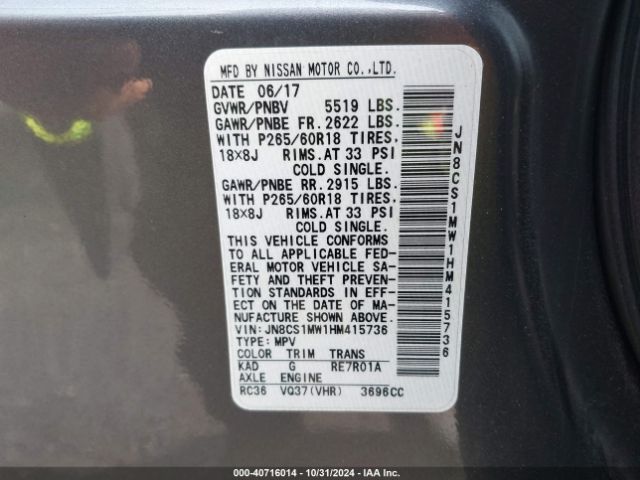 MFD BY NISSAN MOTOR CO.,LTD.
DATE 06/17
GVWR/PNBV 5519 LBS.
GAWR/PNBE FR. 2622 LBS.
WITH P265/60R18 TIRES.
18×8J RIMS.AT 33 PSI
COLD SINGLE.
GAWR/PNBE RR. 2915 LBS.
WITH P265/60R18 TIRES.
18×8J RIMS.AT 33 PSI
COLD SINGLE.
THIS VEHICLE CONFORMS
TO ALL APPLICABLE FED-
ERAL MOTOR VEHICLE SA-
FETY AND THEFT PREVEN-
TION STANDARDS IN EFF-
ECT ON THE DATE OF MA-
NUFACTURE SHOWN ABOVE.
VIN: JN8CS1MW1HM415736
TYPE: MPV
COLOR TRIM TRANS
KAD G RE7R01A
AXLE ENGINE
RC36 VQ37(VHR) 3696CC
JN8CS1MW1HM415736
000-40716014 - 10/31/2024 - IAA Inc.